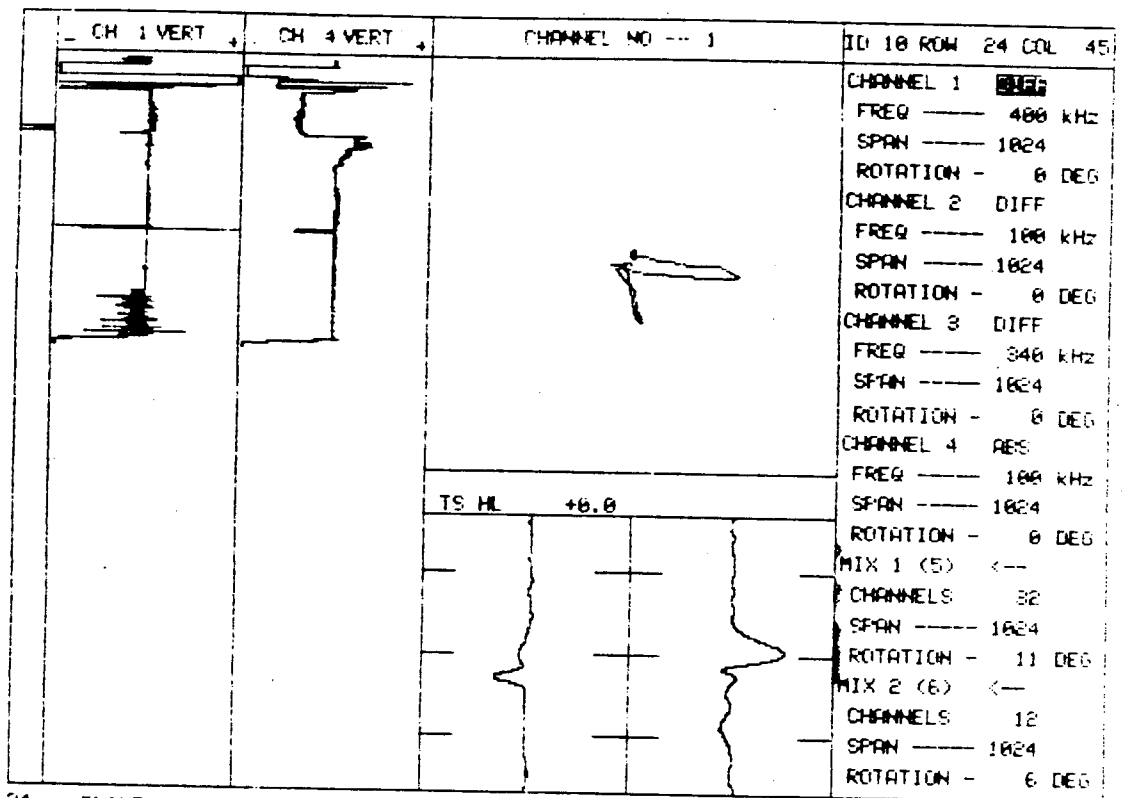 _ CH 1 VERT +
CH 4 VERT +
CHANNEL NO -- 1
ID 10 ROW 24 COL 45
CHANNEL 1 DIFF
FREQ ----- 400 kHz
SPAN ----- 1024
ROTATION - 0 DEG
CHANNEL 2 DIFF
FREQ ----- 100 kHz
SPAN ----- 1024
ROTATION - 0 DEG
CHANNEL 3 DIFF
FREQ ----- 340 kHz
SPAN ----- 1024
ROTATION - 0 DEG
CHANNEL 4 ABS
FREQ ----- 100 kHz
SPAN ----- 1024
ROTATION - 0 DEG
MIX 1 (5) <--
CHANNELS 32
SPAN ----- 1024
ROTATION - 11 DEG
MIX 2 (6) <--
CHANNELS 12
SPAN ----- 1024
ROTATION - 6 DEG
TS HL +0.0